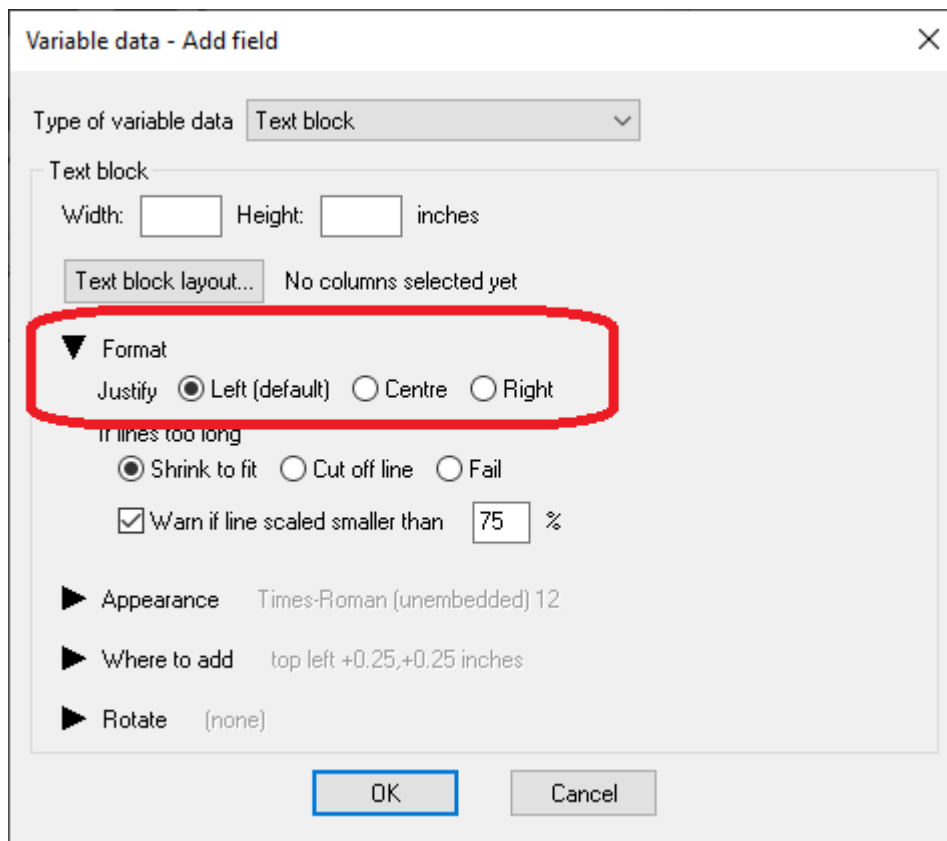 Variable data - Add field
Type of variable data Text block
Text block
Width: Height: inches
Text block layout... No columns selected yet
Format
Justify Left (default) Centre Right
If lines too long
Shrink to fit Cut off line Fail
Warn if line scaled smaller than 75 %
Appearance Times-Roman (unembedded) 12
Where to add top left +0.25,+0.25 inches
Rotate (none)
OK Cancel